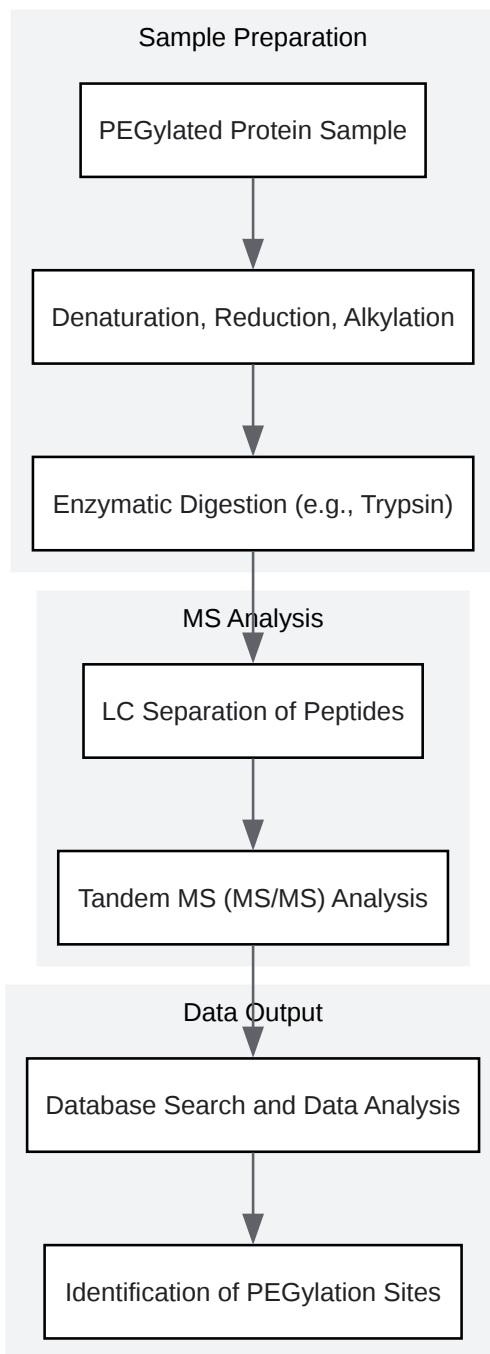 Sample Preparation
PEGylated Protein Sample
Denaturation, Reduction, Alkylation
Enzymatic Digestion (e.g., Trypsin)
MS Analysis
LC Separation of Peptides
Tandem MS (MS/MS) Analysis
Data Output
Database Search and Data Analysis
Identification of PEGylation Sites